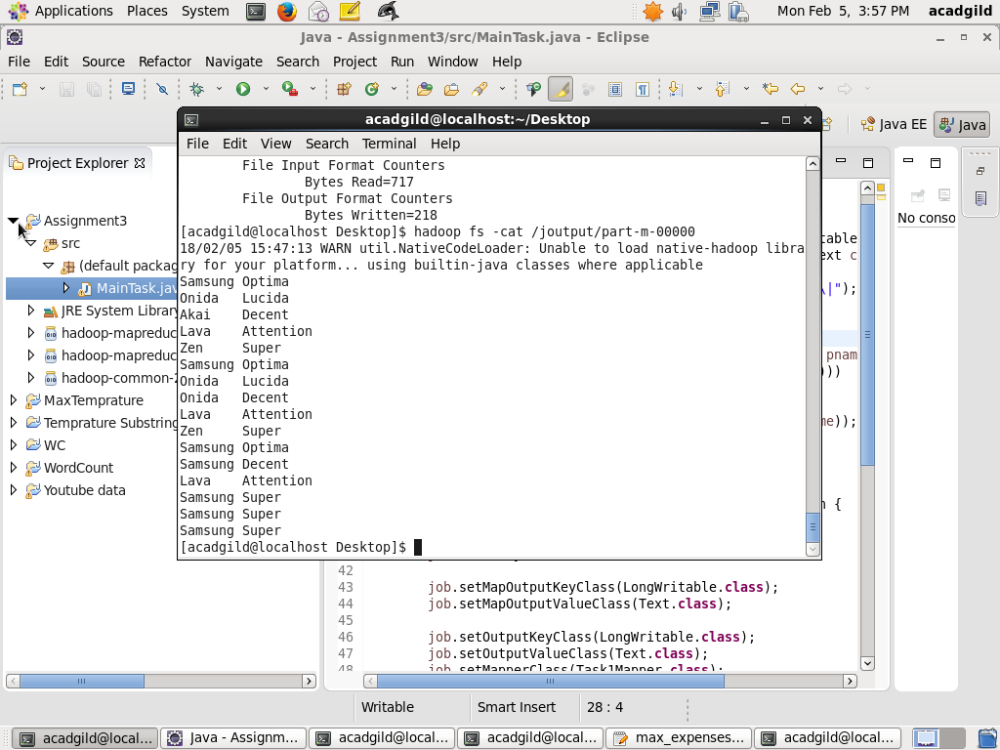 Applications Places System Mon Feb 5, 3:57 PM acadgild
Java - Assignment3/src/MainTask.java - Eclipse
File Edit Source Refactor Navigate Search Project Run Window Help
Java EE Java
Project Explorer
Assignment3
src
(default packag
MainTask.jav
JRE System Library
hadoop-mapreduc
hadoop-mapreduc
hadoop-common-2
MaxTemprature
Temprature Substring
WC
WordCount
Youtube data
acadgild@localhost:~/Desktop
File Edit View Search Terminal Help
File Input Format Counters
Bytes Read=717
File Output Format Counters
Bytes Written=218
[acadgild@localhost Desktop]$ hadoop fs -cat /joutput/part-m-00000
18/02/05 15:47:13 WARN util.NativeCodeLoader: Unable to load native-hadoop libra
ry for your platform... using builtin-java classes where applicable
Samsung Optima
Onida Lucida
Akai Decent
Lava Attention
Zen Super
Samsung Optima
Onida Lucida
Onida Decent
Lava Attention
Zen Super
Samsung Optima
Samsung Decent
Lava Attention
Samsung Super
Samsung Super
Samsung Super
[acadgild@localhost Desktop]$
table
ext c
\|");
pname
)))
me));
n {
No conso
42
43 job.setMapOutputKeyClass(LongWritable.class);
44 job.setMapOutputValueClass(Text.class);
45
46 job.setOutputKeyClass(LongWritable.class);
47 job.setOutputValueClass(Text.class);
48 job.setMapperClass(Task1Mapper.class);
Writable Smart Insert 28 : 4
acadgild@local... Java - Assignm... acadgild@local... acadgild@local... max_expenses... acadgild@local...